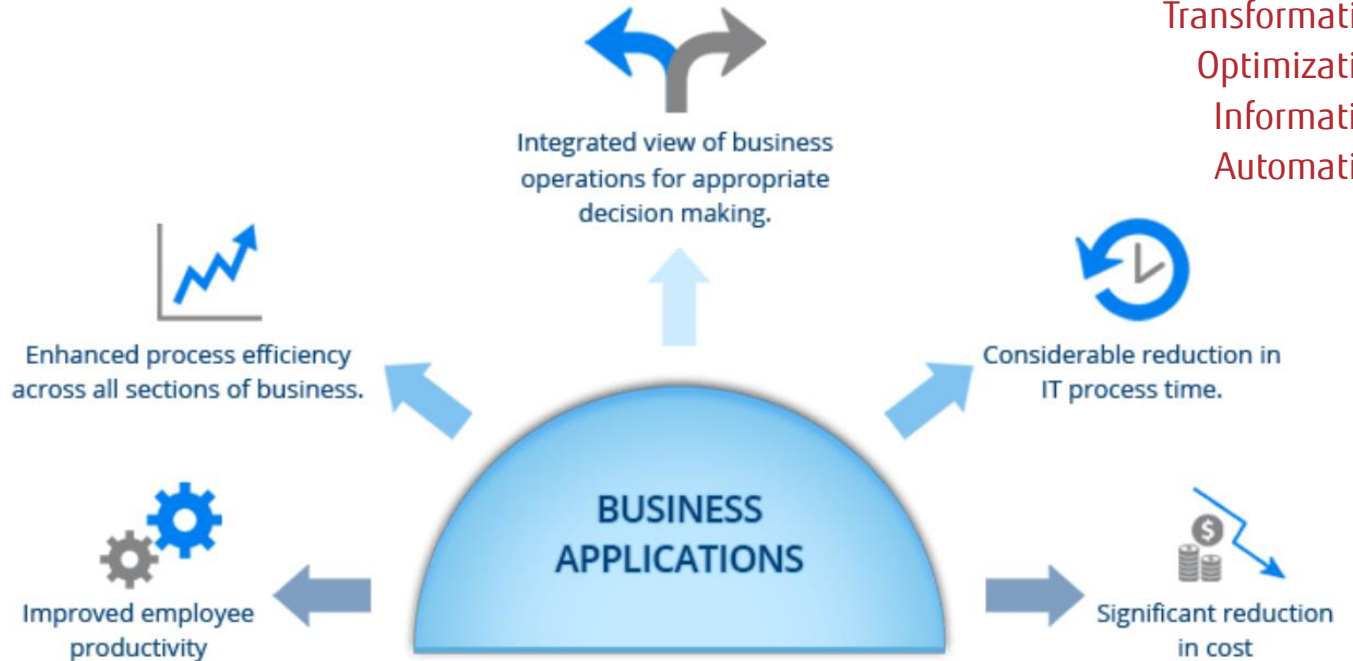 Transformati
Optimizati
Informati
Automati
Integrated view of business
operations for appropriate
decision making.
Enhanced process efficiency
across all sections of business.
Considerable reduction in
IT process time.
BUSINESS
APPLICATIONS
$
Improved employee
productivity
Significant reduction
in cost